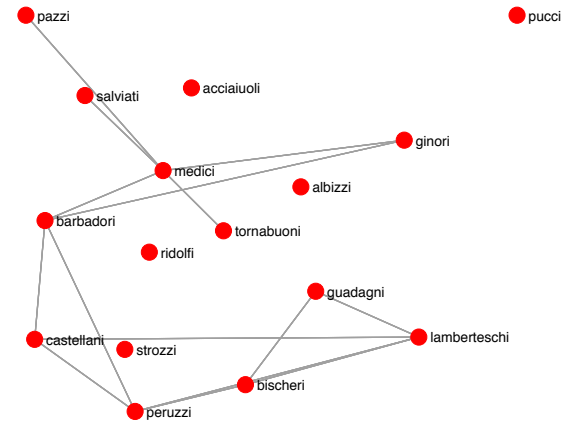 pazzi
pucci
acciaiuoli
salviati
ginori
medici
albizzi
barbadori
tornabuoni
ridolfi
guadagni
lamberteschi
castellani
strozzi
bischeri
peruzzi